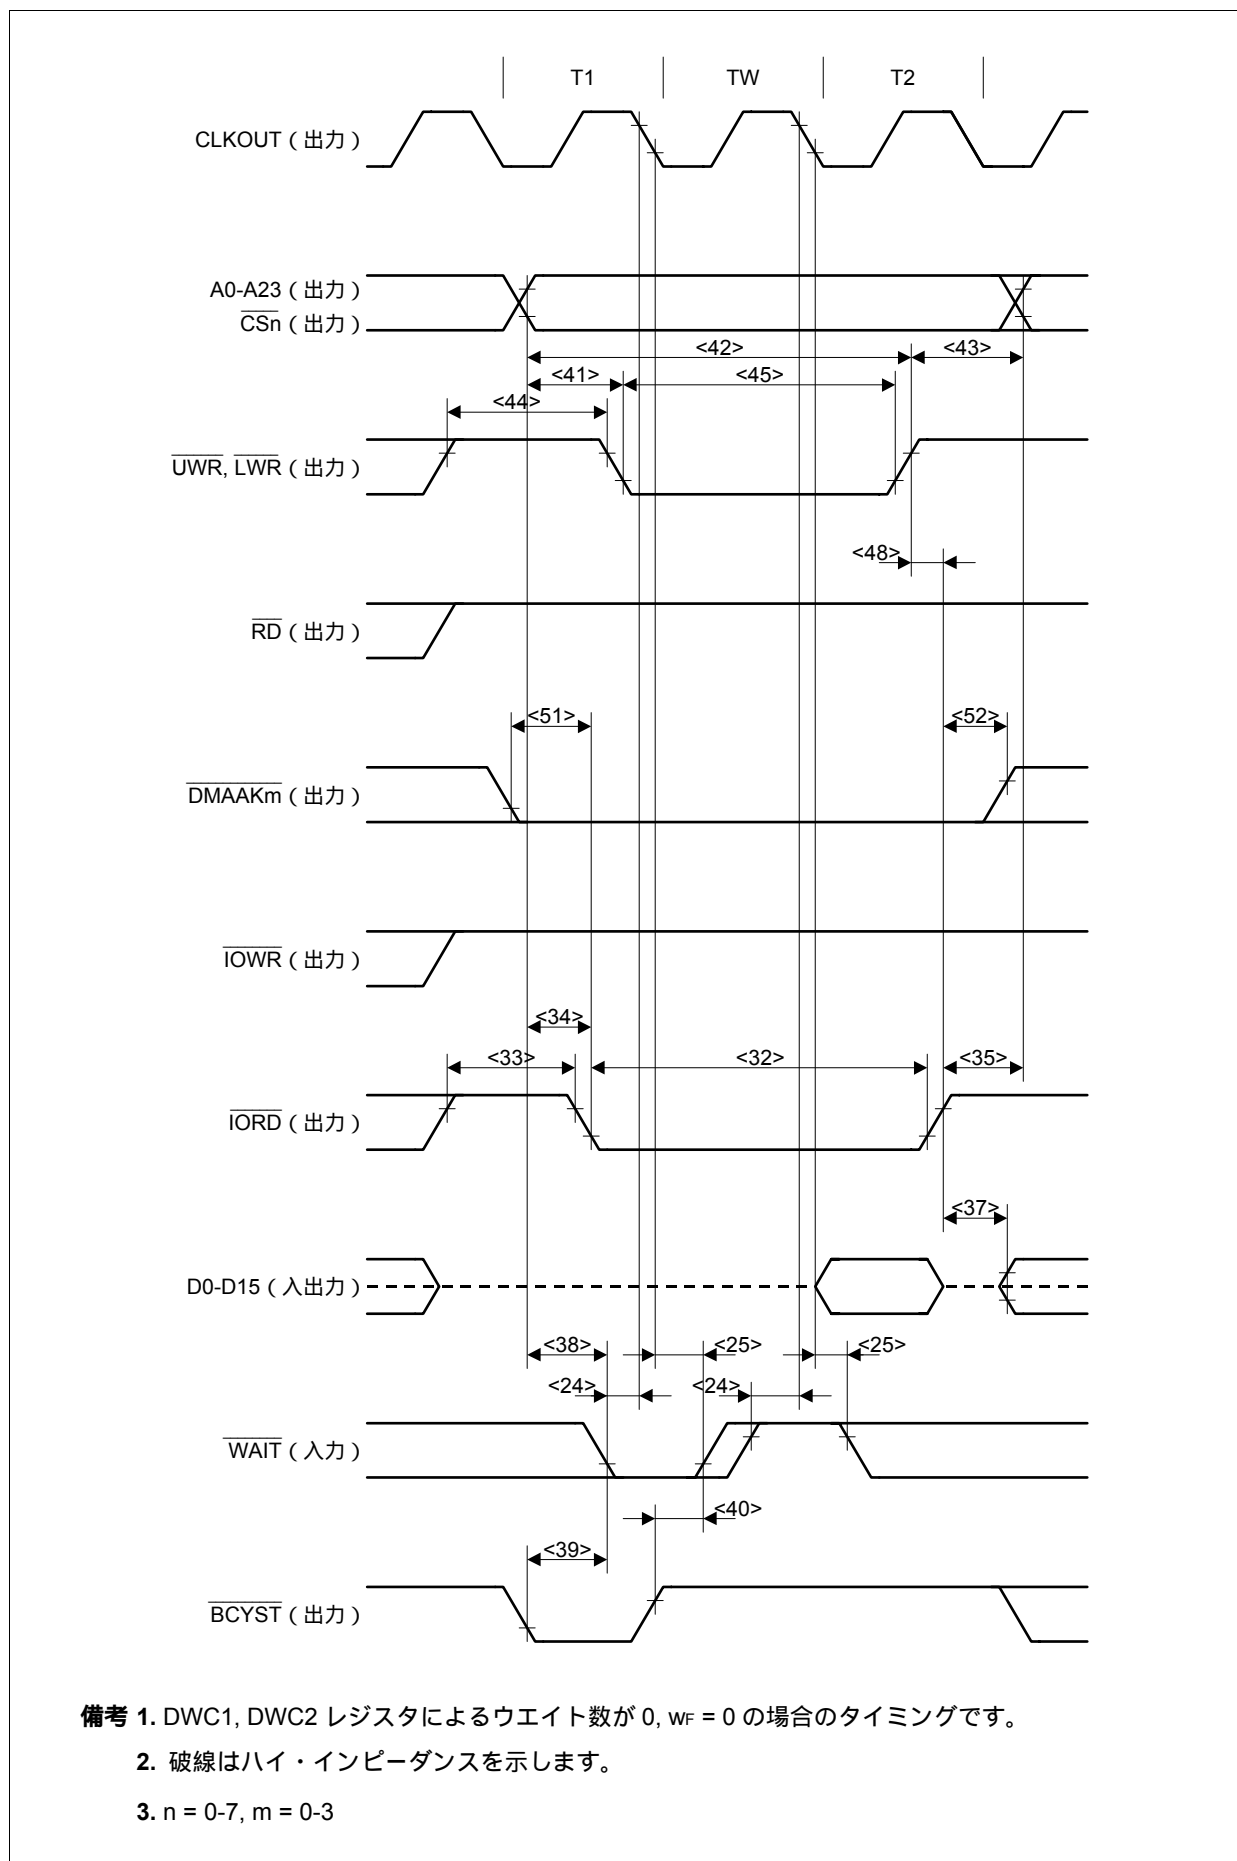 T1 TW T2
CLKOUT（出力）
A0-A23（出力）
CSn（出力）
<42> <43>
<41> <45>
<44>
UWR, LWR（出力）
<48>
RD（出力）
<51> <52>
DMAAKm（出力）
IOWR（出力）
<34>
<33> <32> <35>
IORD（出力）
<37>
D0-D15（入出力）
<38> <25> <25>
<24> <24>
WAIT（入力）
<40>
<39>
BCYST（出力）
備考 1. DWC1, DWC2 レジスタによるウエイト数が 0, wF = 0 の場合のタイミングです。
2. 破線はハイ・インピーダンスを示します。
3. n = 0-7, m = 0-3